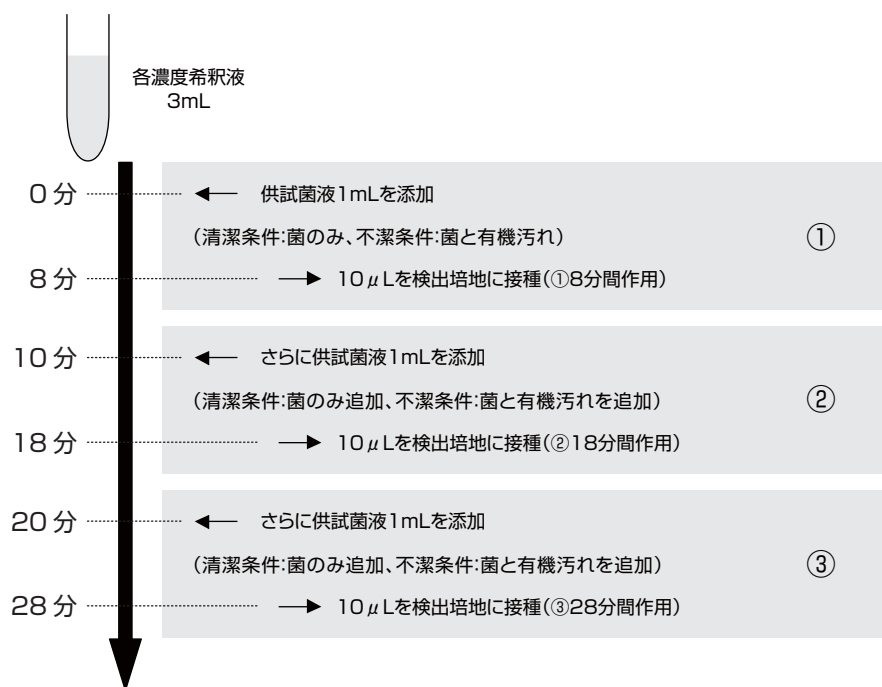 各濃度希釈液
3mL
0分
供試菌液1mLを添加
(清潔条件:菌のみ、不潔条件:菌と有機汚れ)
①
8分
10μLを検出培地に接種(①8分間作用)
10分
さらに供試菌液1mLを添加
(清潔条件:菌のみ追加、不潔条件:菌と有機汚れを追加)
②
18分
10μLを検出培地に接種(②18分間作用)
20分
さらに供試菌液1mLを添加
(清潔条件:菌のみ追加、不潔条件:菌と有機汚れを追加)
③
28分
10μLを検出培地に接種(③28分間作用)